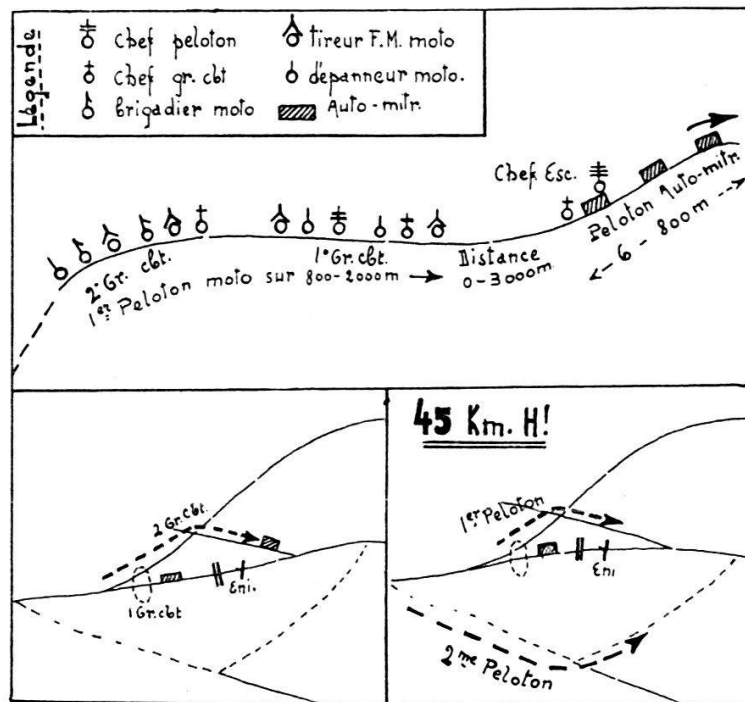 Légende
Chef peloton
tireur F.M. moto
Chef gr. cbt
dépanneur moto.
brigadier moto
Auto-mitr.
Chef Esc.
Peloton Auto-mitr.
6 - 800m
2e Gr. cbt.
1er Peloton moto sur 800-2000m
1e Gr. cbt.
Distance
0-3000m
2 Gr. cbt.
Eni.
1 Gr. cbt
45 Km. H!
1er Peloton
Eni
2me Peloton